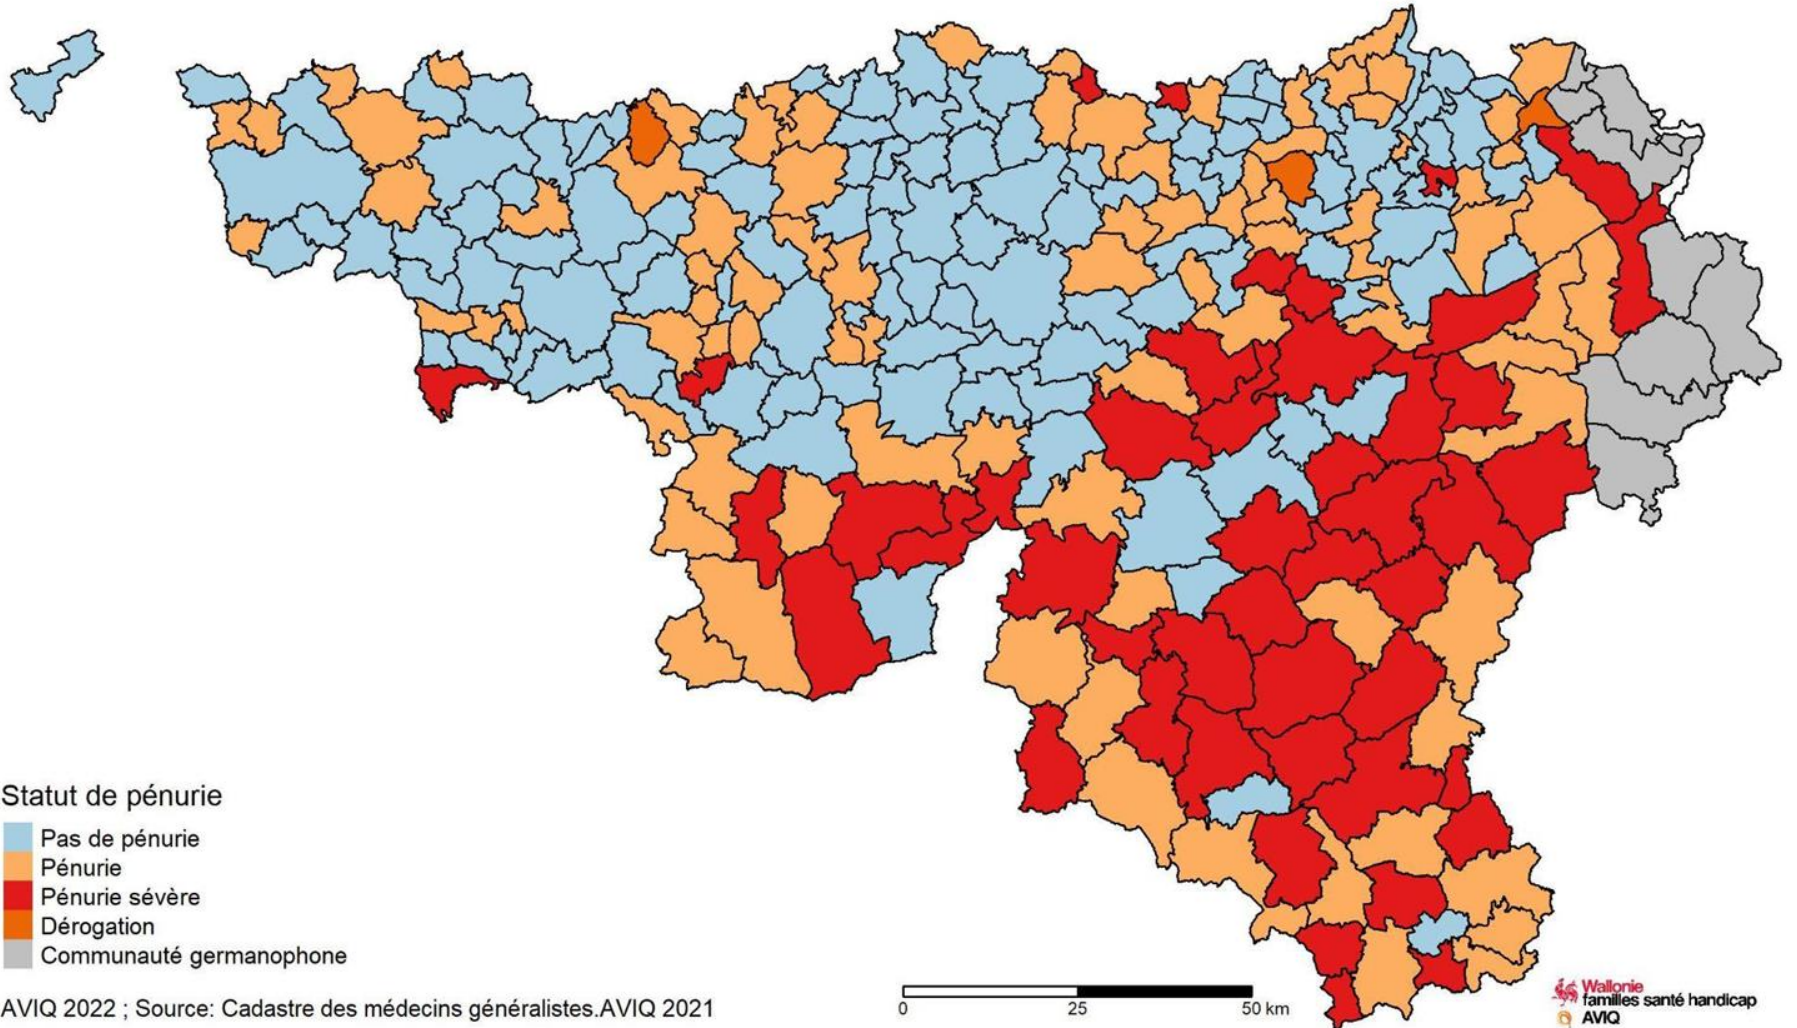 Statut de pénurie
Pas de pénurie
Pénurie
Pénurie sévère
Dérogation
Communauté germanophone
AVIQ 2022 ; Source: Cadastre des médecins généralistes.AVIQ 2021
0 25 50 km
Wallonie
familles santé handicap
AVIQ